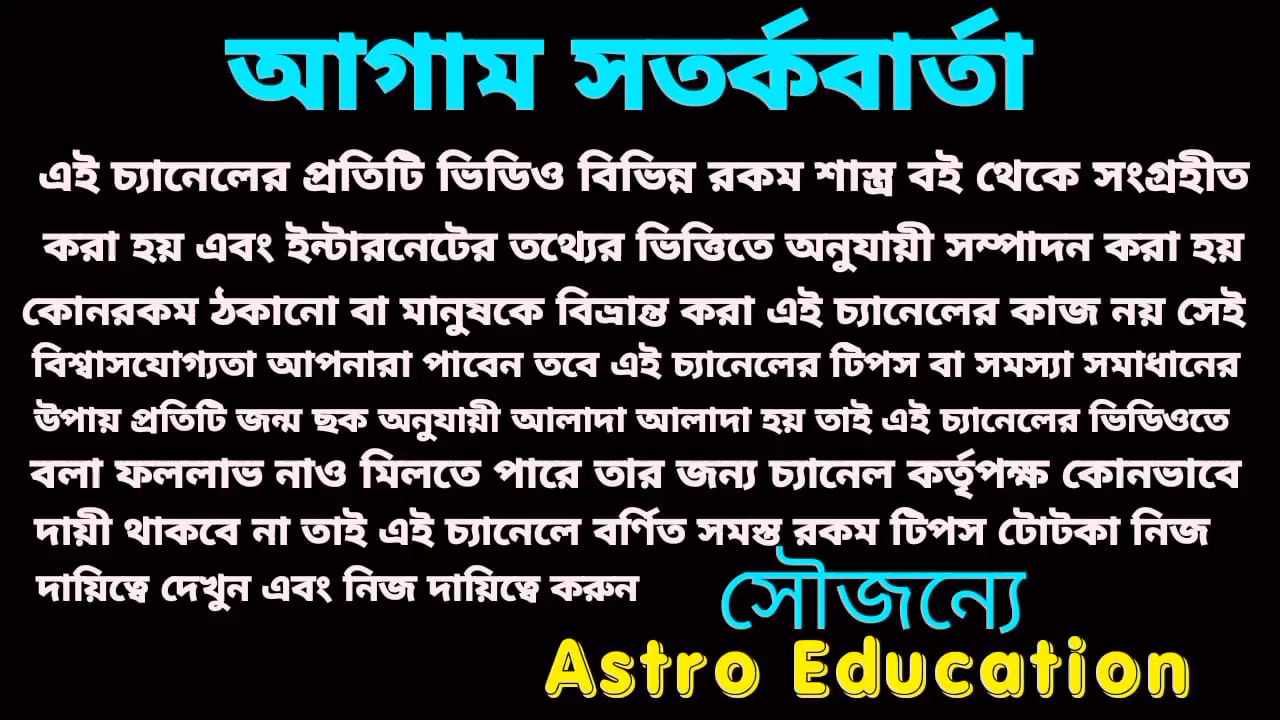 আগাম সতর্কবার্তা
এই চ্যানেলের প্রতিটি ভিডিও বিভিন্ন রকম শাস্ত্র বই থেকে সংগ্রহীত
করা হয় এবং ইন্টারনেটের তথ্যের ভিত্তিতে অনুযায়ী সম্পাদন করা হয়
কোনরকম ঠকানো বা মানুষকে বিভ্রান্ত করা এই চ্যানেলের কাজ নয় সেই
বিশ্বাসযোগ্যতা আপনারা পাবেন তবে এই চ্যানেলের টিপস বা সমস্যা সমাধানের
উপায় প্রতিটি জন্ম ছক অনুযায়ী আলাদা আলাদা হয় তাই এই চ্যানেলের ভিডিওতে
বলা ফললাভ নাও মিলতে পারে তার জন্য চ্যানেল কর্তৃপক্ষ কোনভাবে
দায়ী থাকবে না তাই এই চ্যানেলে বর্ণিত সমস্ত রকম টিপস টোটকা নিজ
দায়িত্বে দেখুন এবং নিজ দায়িত্বে করুন
সৌজন্যে
Astro Education